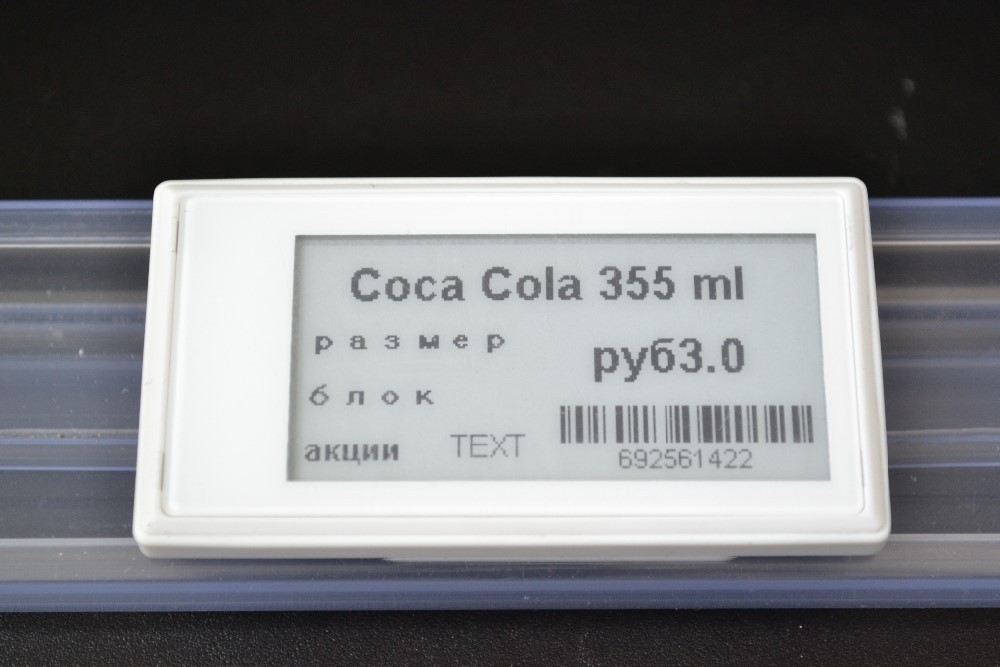 Coca Cola 355 ml
размер
руб3.0
блок
акции
TEXT
692561422